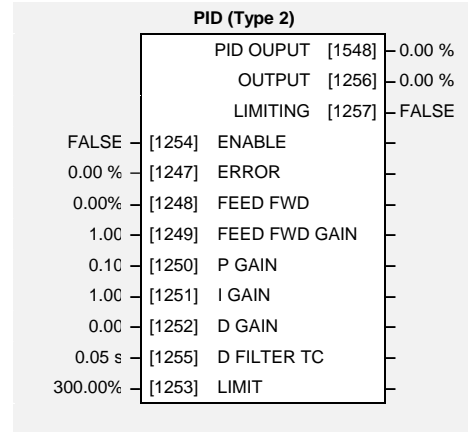 PID (Type 2)
PID OUPUT [1548] 0.00 %
OUTPUT [1256] 0.00 %
LIMITING [1257] FALSE
FALSE [1254] ENABLE
0.00 % [1247] ERROR
0.00% [1248] FEED FWD
1.00 [1249] FEED FWD GAIN
0.10 [1250] P GAIN
1.00 [1251] I GAIN
0.00 [1252] D GAIN
0.05 s [1255] D FILTER TC
300.00% [1253] LIMIT